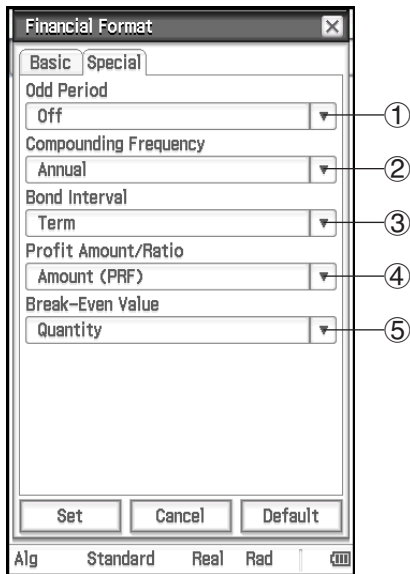 Financial Format
Basic Special
Odd Period
Off ①
Compounding Frequency
Annual ②
Bond Interval
Term ③
Profit Amount/Ratio
Amount (PRF) ④
Break-Even Value
Quantity ⑤
Set Cancel Default
Alg Standard Real Rad